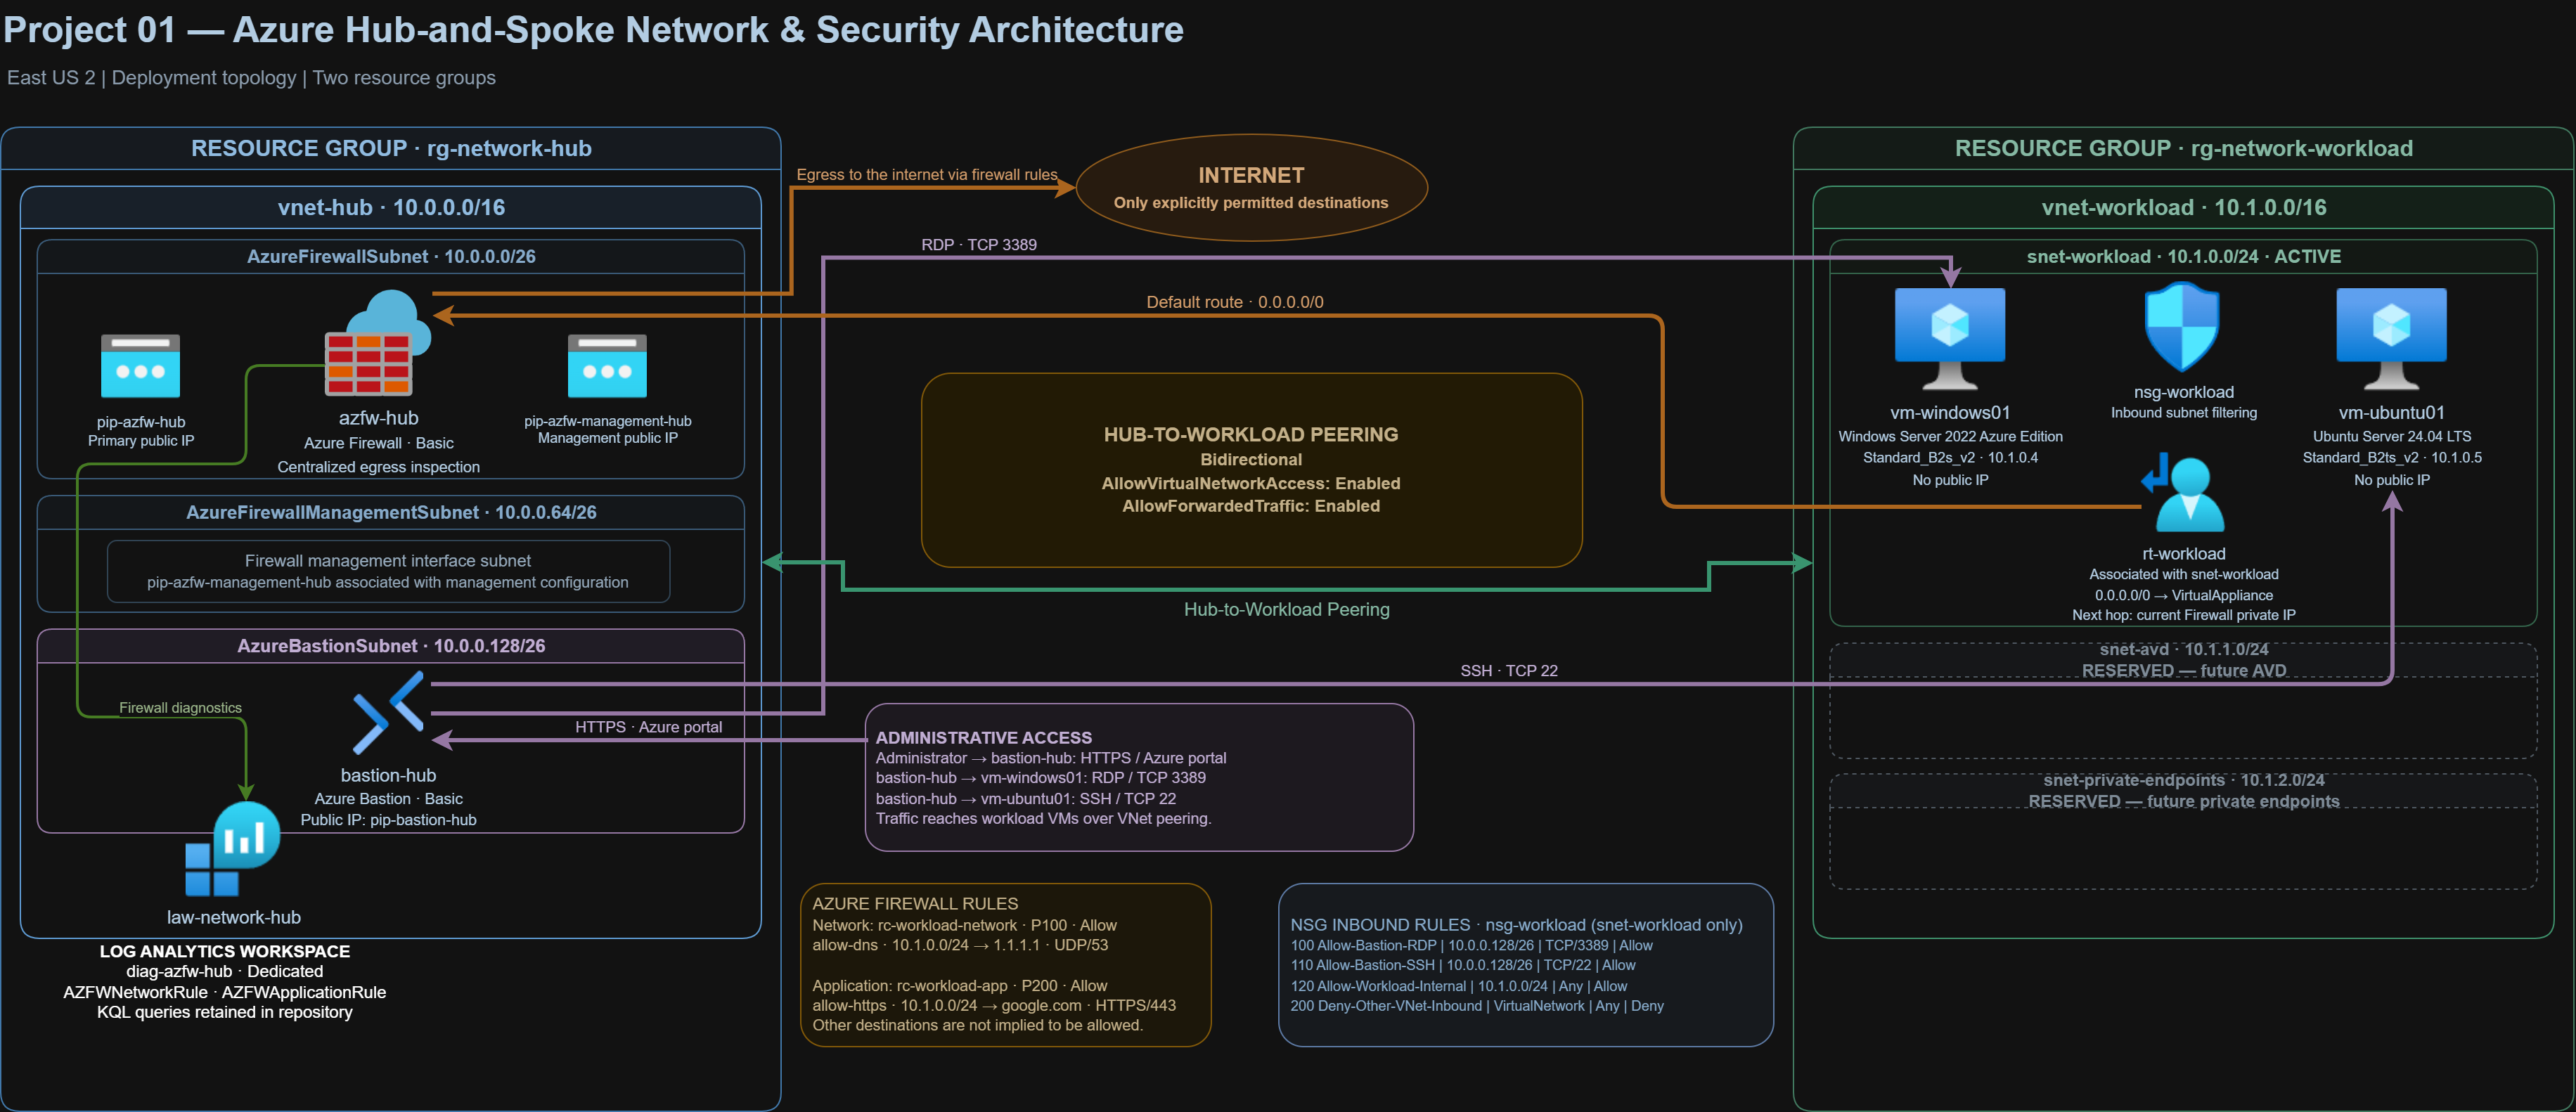 Project 01 — Azure Hub-and-Spoke Network & Security Architecture
East US 2 | Deployment topology | Two resource groups
RESOURCE GROUP · rg-network-hub
vnet-hub · 10.0.0.0/16
AzureFirewallSubnet · 10.0.0.0/26
pip-azfw-hub
Primary public IP
azfw-hub
Azure Firewall · Basic
Centralized egress inspection
pip-azfw-management-hub
Management public IP
AzureFirewallManagementSubnet · 10.0.0.64/26
Firewall management interface subnet
pip-azfw-management-hub associated with management configuration
AzureBastionSubnet · 10.0.0.128/26
Firewall diagnostics
bastion-hub
Azure Bastion · Basic
Public IP: pip-bastion-hub
law-network-hub
LOG ANALYTICS WORKSPACE
diag-azfw-hub · Dedicated
AZFWNetworkRule · AZFWApplicationRule
KQL queries retained in repository
Egress to the internet via firewall rules
INTERNET
Only explicitly permitted destinations
RDP · TCP 3389
Default route · 0.0.0.0/0
HUB-TO-WORKLOAD PEERING
Bidirectional
AllowVirtualNetworkAccess: Enabled
AllowForwardedTraffic: Enabled
Hub-to-Workload Peering
SSH · TCP 22
HTTPS · Azure portal
ADMINISTRATIVE ACCESS
Administrator → bastion-hub: HTTPS / Azure portal
bastion-hub → vm-windows01: RDP / TCP 3389
bastion-hub → vm-ubuntu01: SSH / TCP 22
Traffic reaches workload VMs over VNet peering.
AZURE FIREWALL RULES
Network: rc-workload-network · P100 · Allow
allow-dns · 10.1.0.0/24 → 1.1.1.1 · UDP/53
Application: rc-workload-app · P200 · Allow
allow-https · 10.1.0.0/24 → google.com · HTTPS/443
Other destinations are not implied to be allowed.
NSG INBOUND RULES · nsg-workload (snet-workload only)
100 Allow-Bastion-RDP | 10.0.0.128/26 | TCP/3389 | Allow
110 Allow-Bastion-SSH | 10.0.0.128/26 | TCP/22 | Allow
120 Allow-Workload-Internal | 10.1.0.0/24 | Any | Allow
200 Deny-Other-VNet-Inbound | VirtualNetwork | Any | Deny
RESOURCE GROUP · rg-network-workload
vnet-workload · 10.1.0.0/16
snet-workload · 10.1.0.0/24 · ACTIVE
vm-windows01
Windows Server 2022 Azure Edition
Standard_B2s_v2 · 10.1.0.4
No public IP
nsg-workload
Inbound subnet filtering
vm-ubuntu01
Ubuntu Server 24.04 LTS
Standard_B2ts_v2 · 10.1.0.5
No public IP
rt-workload
Associated with snet-workload
0.0.0.0/0 → VirtualAppliance
Next hop: current Firewall private IP
snet-avd · 10.1.1.0/24
RESERVED — future AVD
snet-private-endpoints · 10.1.2.0/24
RESERVED — future private endpoints